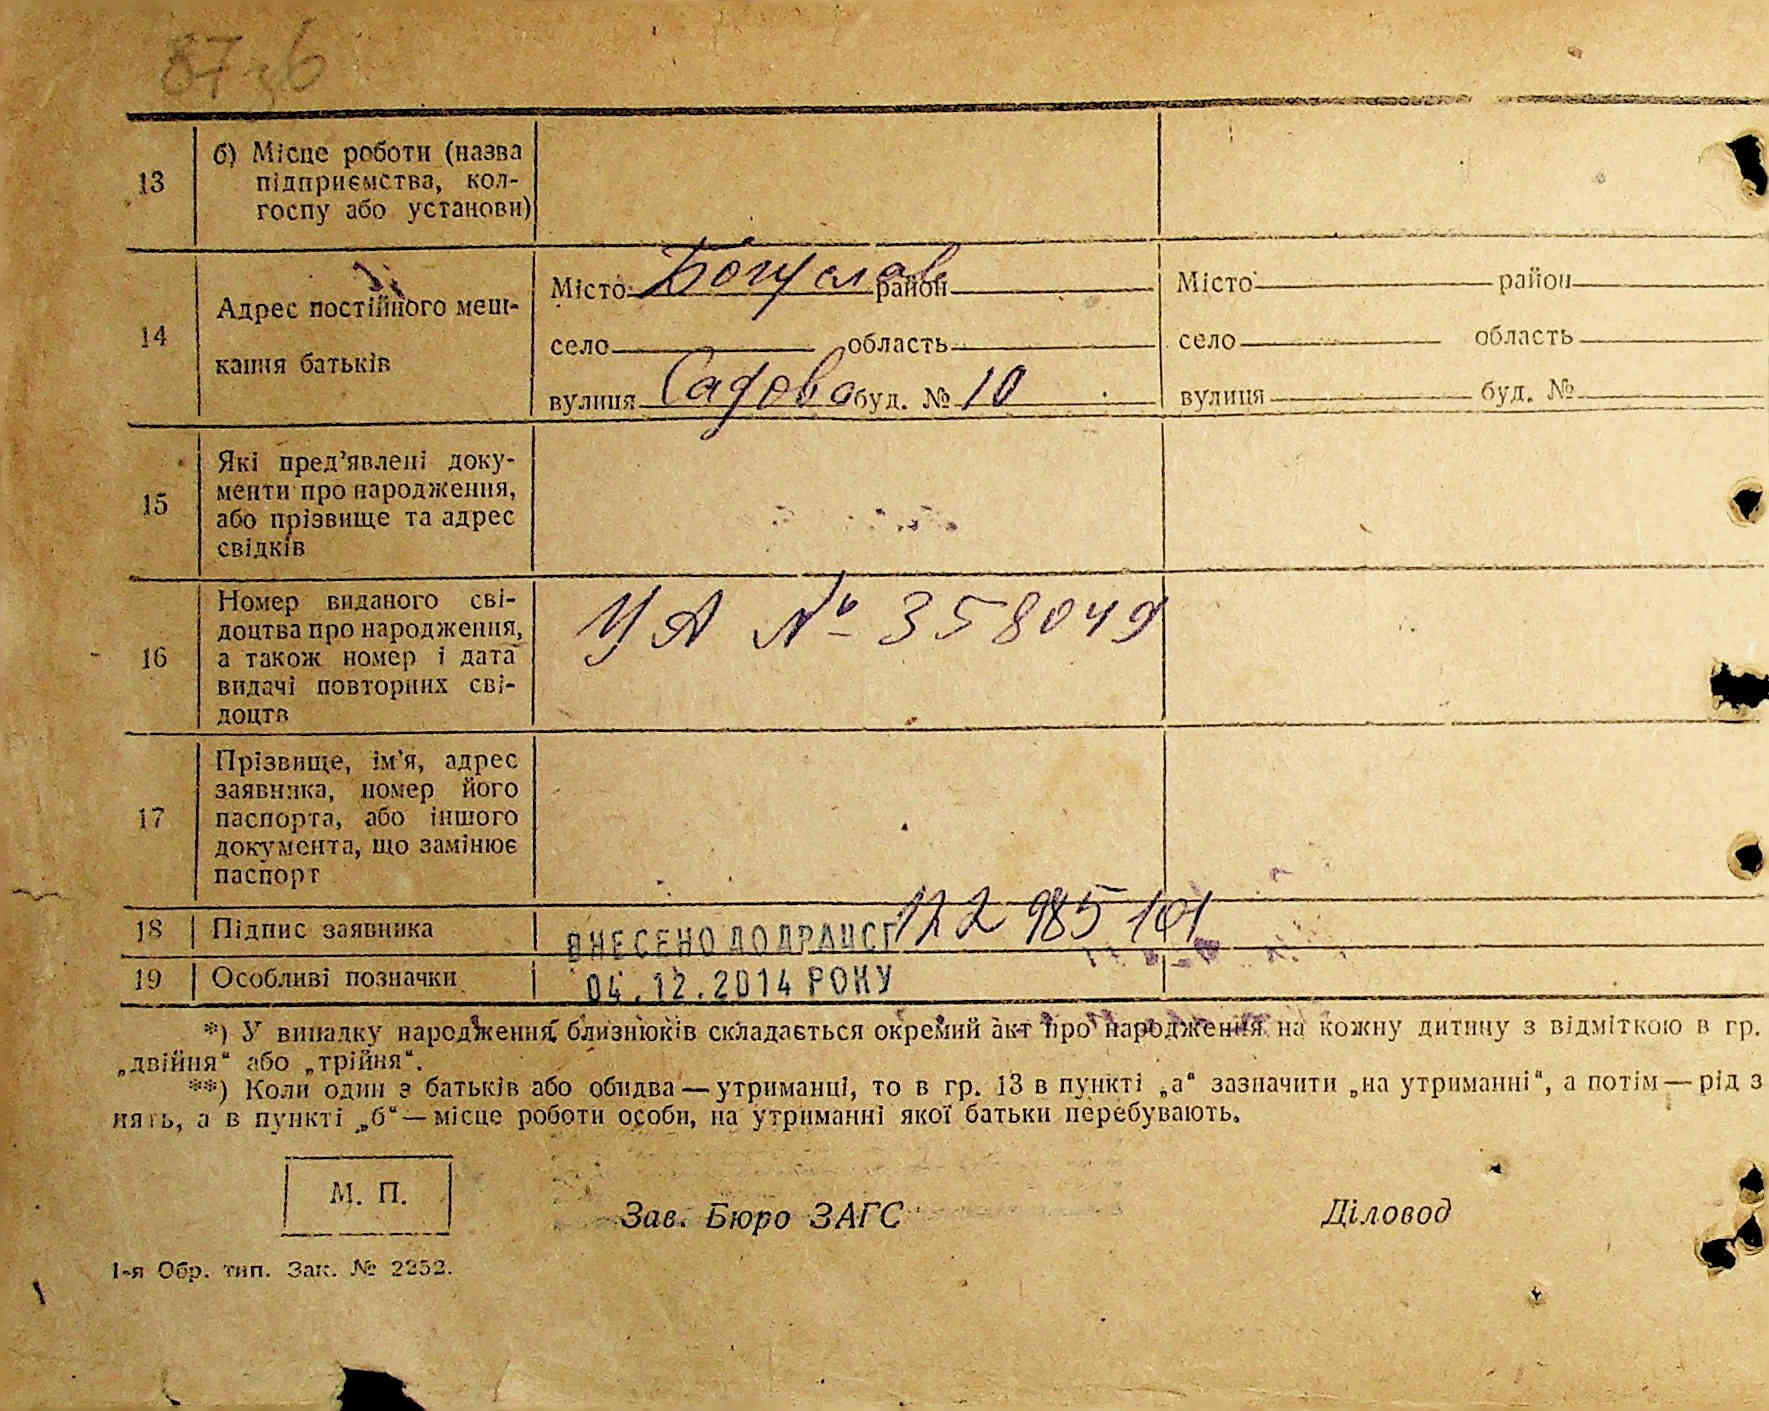 13
б) Місце роботи (назва
підприємства, кол-
госпу або установи)
14
Адрес постійного меш-
кання батьків
Місто Богуслав район
село область
вулиця Садова буд. № 10
Місто район
село область
вулиця буд. №
15
Які пред’явлені доку-
менти про народження,
або прізвище та адрес
свідків
16
Номер виданого сві-
доцтва про народження,
а також номер і дата
видачі повторних сві-
доцтв
УА № 358049
17
Прізвище, ім’я, адрес
заявника, номер його
паспорта, або іншого
документа, що замінює
паспорт
18 Підпис заявника
ВНЕСЕНО ДО ДРАЦСГ 122 985 101
19 Особливі позначки
04.12.2014 РОКУ
*) У випадку народження близнюків складається окремий акт про народження на кожну дитину з відміткою в гр.
„двійня“ або „трійня“.
**) Коли один з батьків або обидва — утриманці, то в гр. 13 в пункті „а“ зазначити „на утриманні“, а потім — рід з
нять, а в пункті „б“ — місце роботи особи, на утриманні якої батьки перебувають.
М. П.
Зав. Бюро ЗАГС
Діловод
1-я Обр. тип. Зак. № 2252.